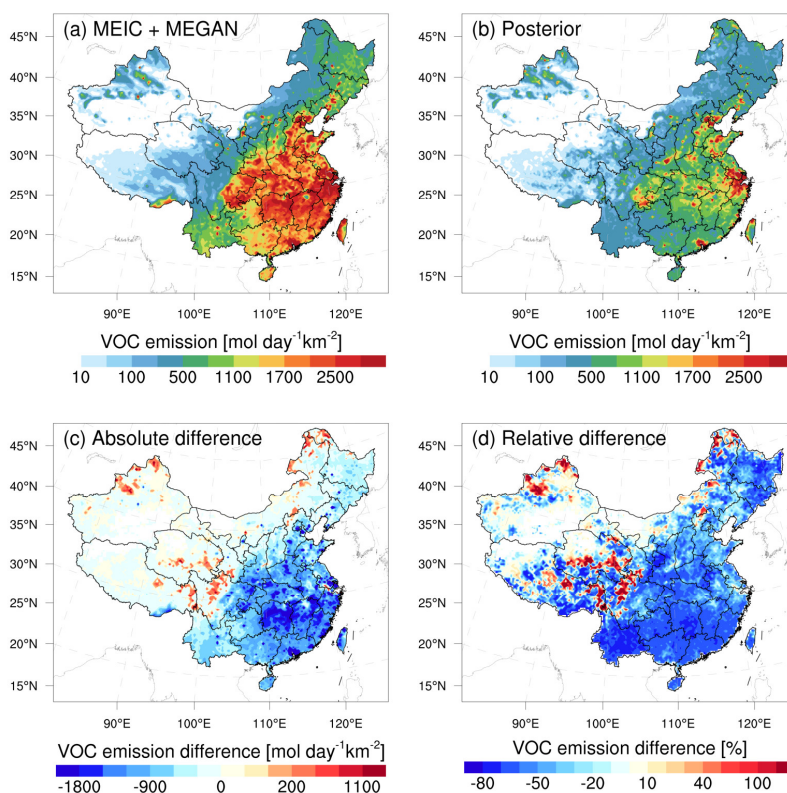 (a) MEIC + MEGAN
45°N
40°N
35°N
30°N
25°N
20°N
15°N
90°E 100°E 110°E 120°E
VOC emission [mol day⁻¹km⁻²]
10 100 500 1100 1700 2500
(b) Posterior
45°N
40°N
35°N
30°N
25°N
20°N
15°N
90°E 100°E 110°E 120°E
VOC emission [mol day⁻¹km⁻²]
10 100 500 1100 1700 2500
(c) Absolute difference
45°N
40°N
35°N
30°N
25°N
20°N
15°N
90°E 100°E 110°E 120°E
VOC emission difference [mol day⁻¹km⁻²]
-1800 -900 0 200 1100
(d) Relative difference
45°N
40°N
35°N
30°N
25°N
20°N
15°N
90°E 100°E 110°E 120°E
VOC emission difference [%]
-80 -50 -20 10 40 100